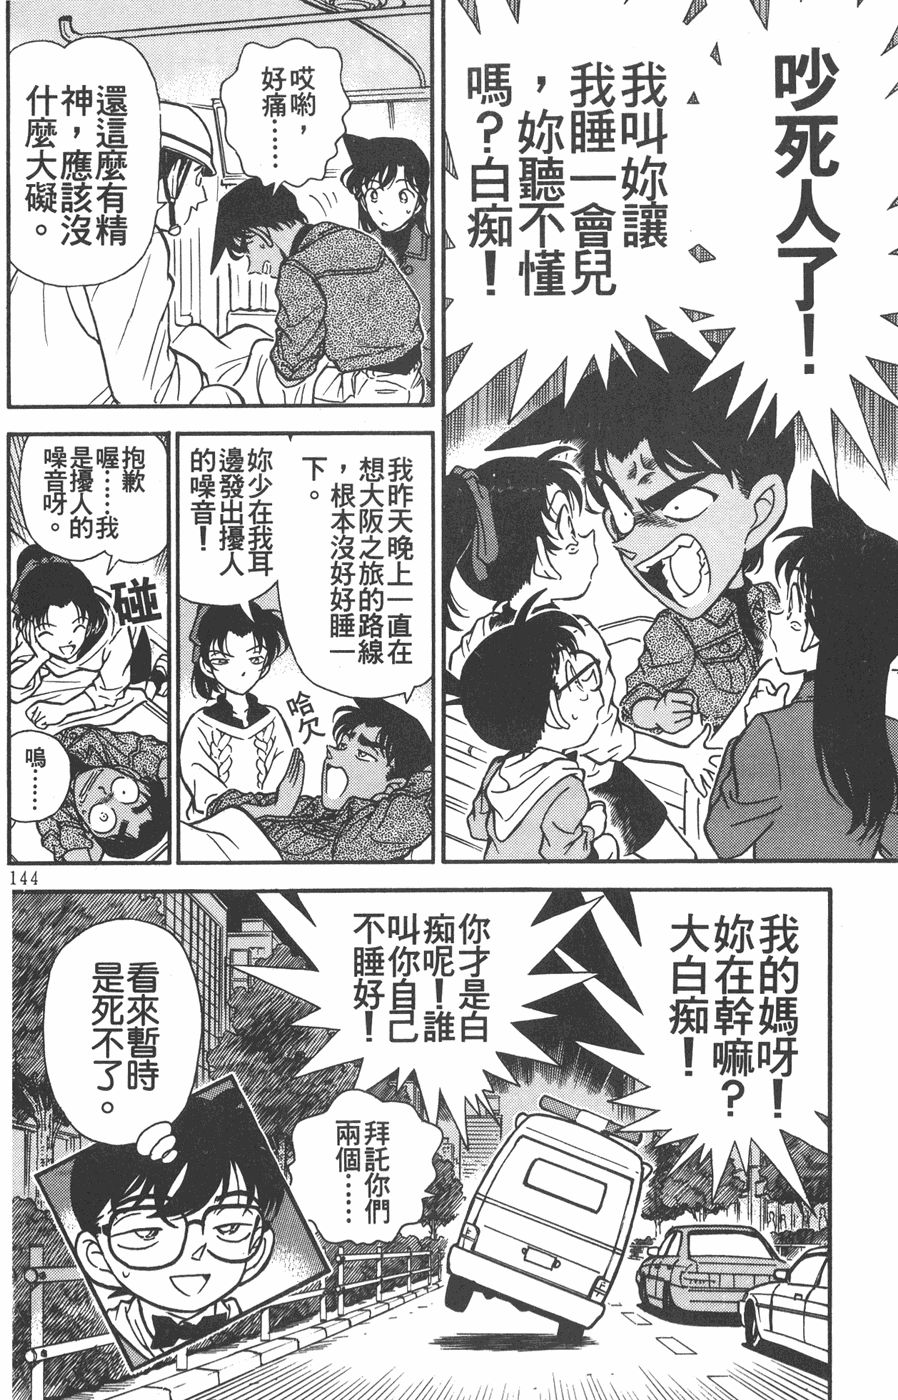 吵死人了！
我叫妳讓
我睡一會兒
，妳聽不懂
嗎？白痴！
哎喲，
好痛……
還這麼有精
神，應該沒
什麼大礙。
我昨天晚上一直在
想大阪之旅的路線
，根本沒好好睡一
下。
妳少在我耳
邊發出擾人
的噪音！
哈欠
抱歉
喔……我
是擾人的
噪音呀。
碰
嗚……
144
我的媽呀！
妳在幹嘛？
大白痴！
你才是白
痴呢！誰
叫你自己
不睡好！
拜託你們
兩個……
看來暫時
是死不了。